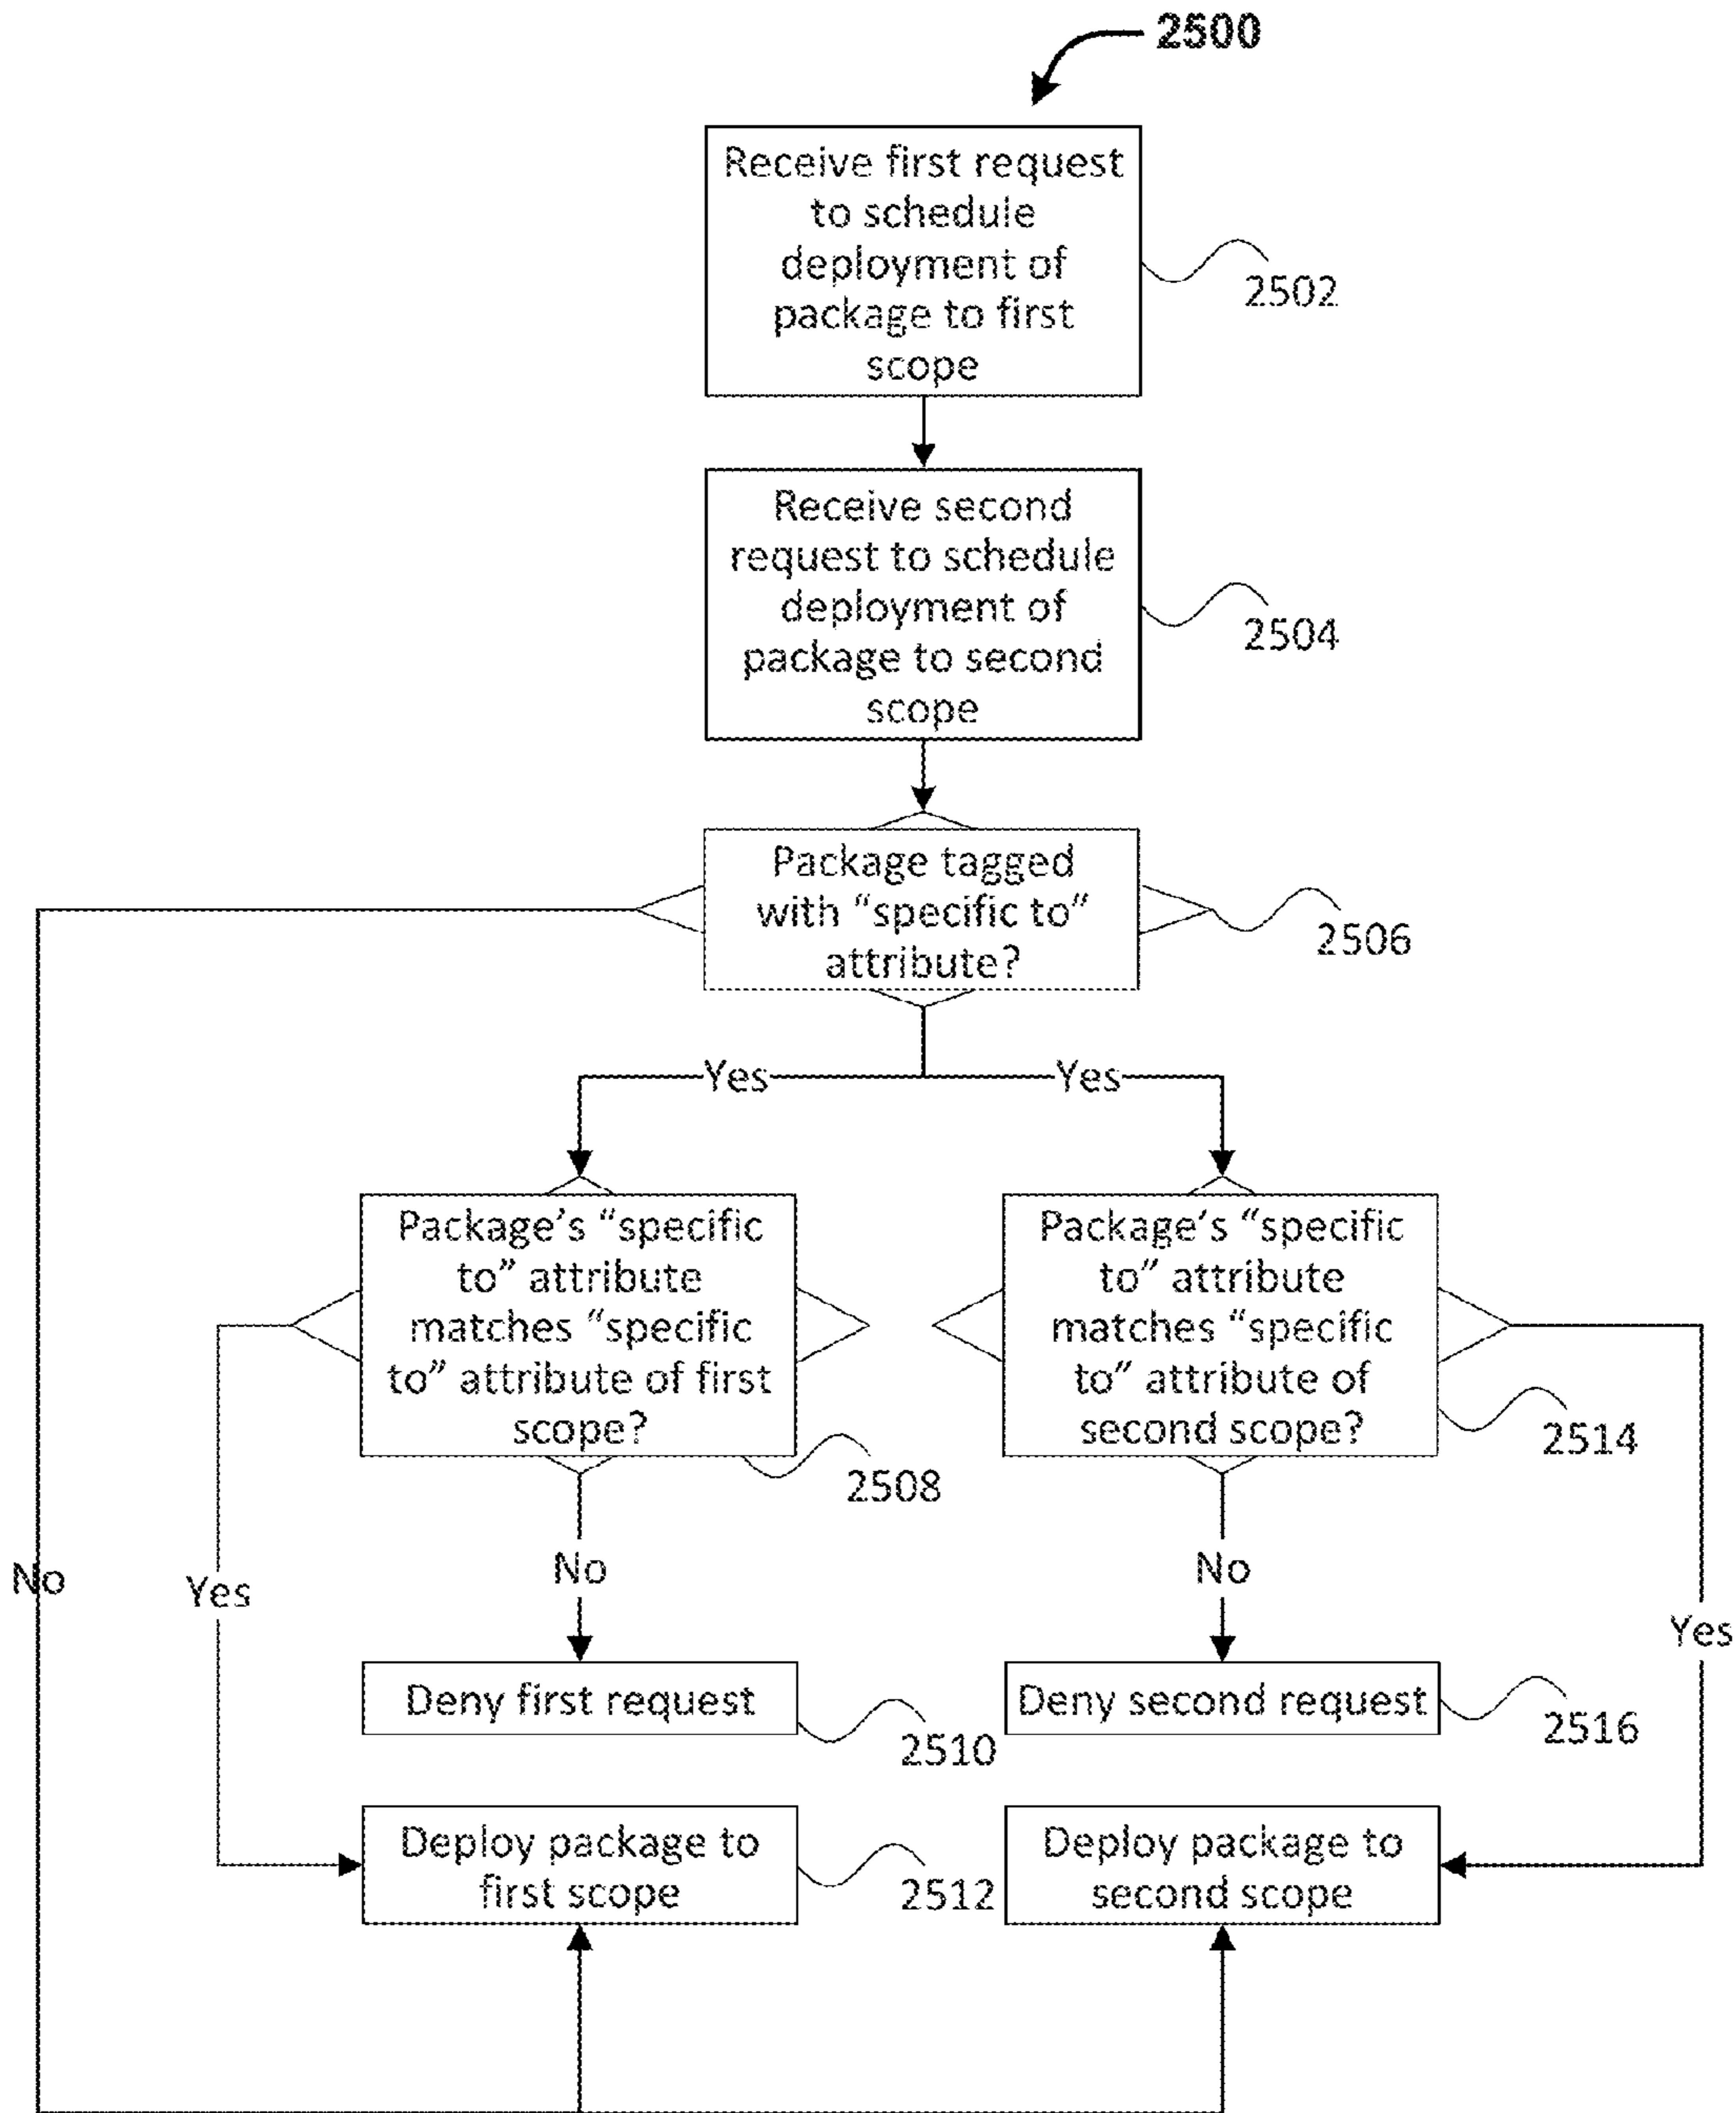 2500
Receive first request
to schedule
deployment of
package to first
scope
2502
Receive second
request to schedule
deployment of
package to second
scope
2504
Package tagged
with “specific to”
attribute?
2506
Yes
Yes
Package’s “specific
to” attribute
matches “specific
to” attribute of first
scope?
2508
Package’s “specific
to” attribute
matches “specific
to” attribute of
second scope?
2514
No
Yes
No
No
Yes
Deny first request
2510
Deny second request
2516
Deploy package to
first scope
2512
Deploy package to
second scope